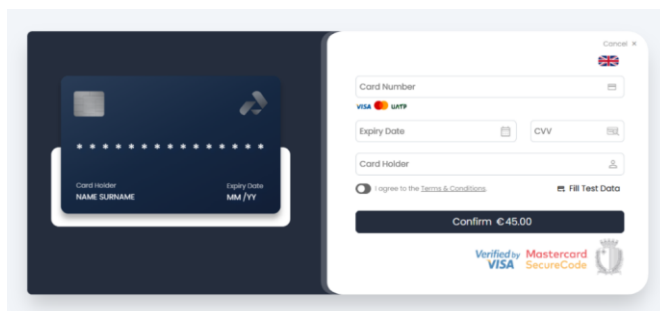 Cancel ×
Card Number
VISA UATP
Expiry Date
CVV
Card Holder
I agree to the Terms & Conditions.
Fill Test Data
Confirm €45.00
Verified by VISA
Mastercard SecureCode
* * * * * * * * * * * * * * * *
Card Holder
NAME SURNAME
Expiry Date
MM /YY